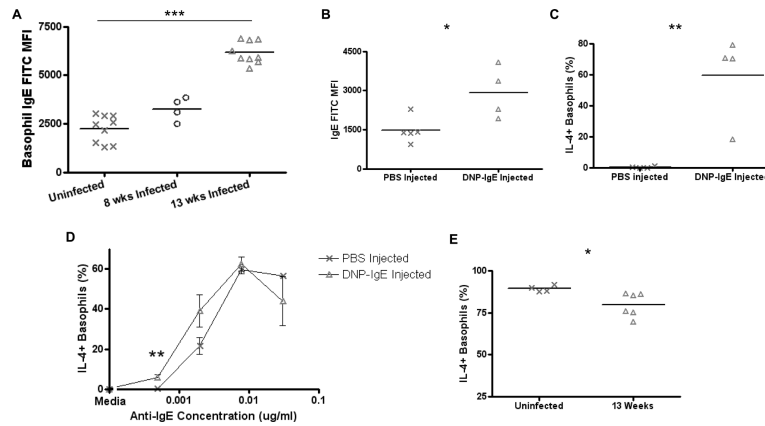 A
***
Basophil IgE FITC MFI
7500
5000
2500
0
Uninfected
8 wks Infected
13 wks Infected
B
*
IgE FITC MFI
4500
3000
1500
0
PBS Injected
DNP-IgE Injected
C
**
IL-4+ Basophils (%)
80
60
40
20
0
PBS injected
DNP-IgE Injected
D
PBS Injected
DNP-IgE Injected
IL-4+ Basophils (%)
60
40
20
0
**
Media
0.001
0.01
0.1
Anti-IgE Concentration (ug/ml)
E
*
IL-4+ Basophils (%)
100
75
50
25
Uninfected
13 Weeks